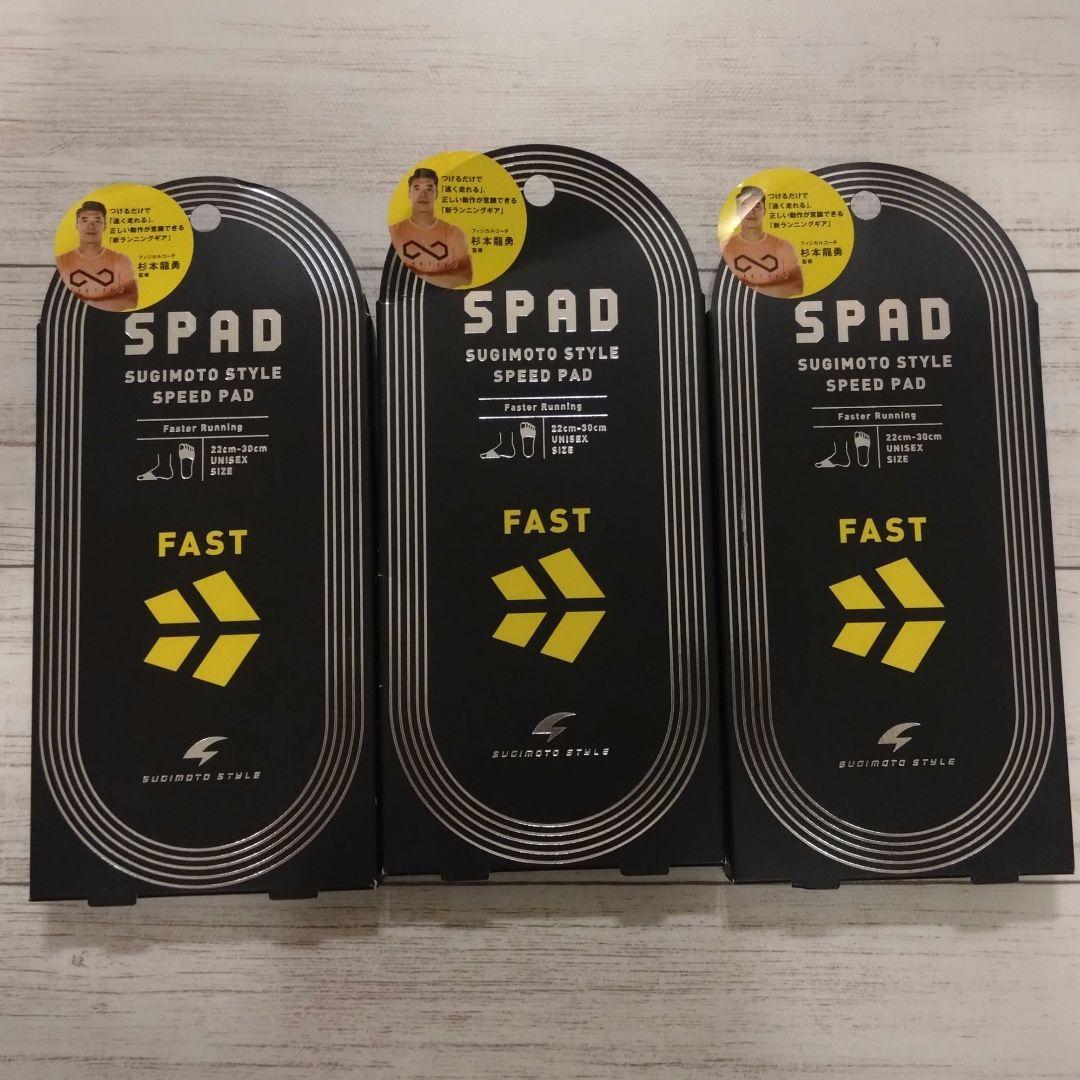 つけるだけで
「速く走れる」、
正しい動作が意識できる
「新ランニングギア」
フィジカルコーチ
杉本龍勇
監修
SPAD
SUGIMOTO STYLE
SPEED PAD
Faster Running
22cm-30cm
UNISEX
SIZE
FAST
SUGIMOTO STYLE
つけるだけで
「速く走れる」、
正しい動作が意識できる
「新ランニングギア」
フィジカルコーチ
杉本龍勇
監修
SPAD
SUGIMOTO STYLE
SPEED PAD
Faster Running
22cm-30cm
UNISEX
SIZE
FAST
SUGIMOTO STYLE
つけるだけで
「速く走れる」、
正しい動作が意識できる
「新ランニングギア」
フィジカルコーチ
杉本龍勇
監修
SPAD
SUGIMOTO STYLE
SPEED PAD
Faster Running
22cm-30cm
UNISEX
SIZE
FAST
SUGIMOTO STYLE